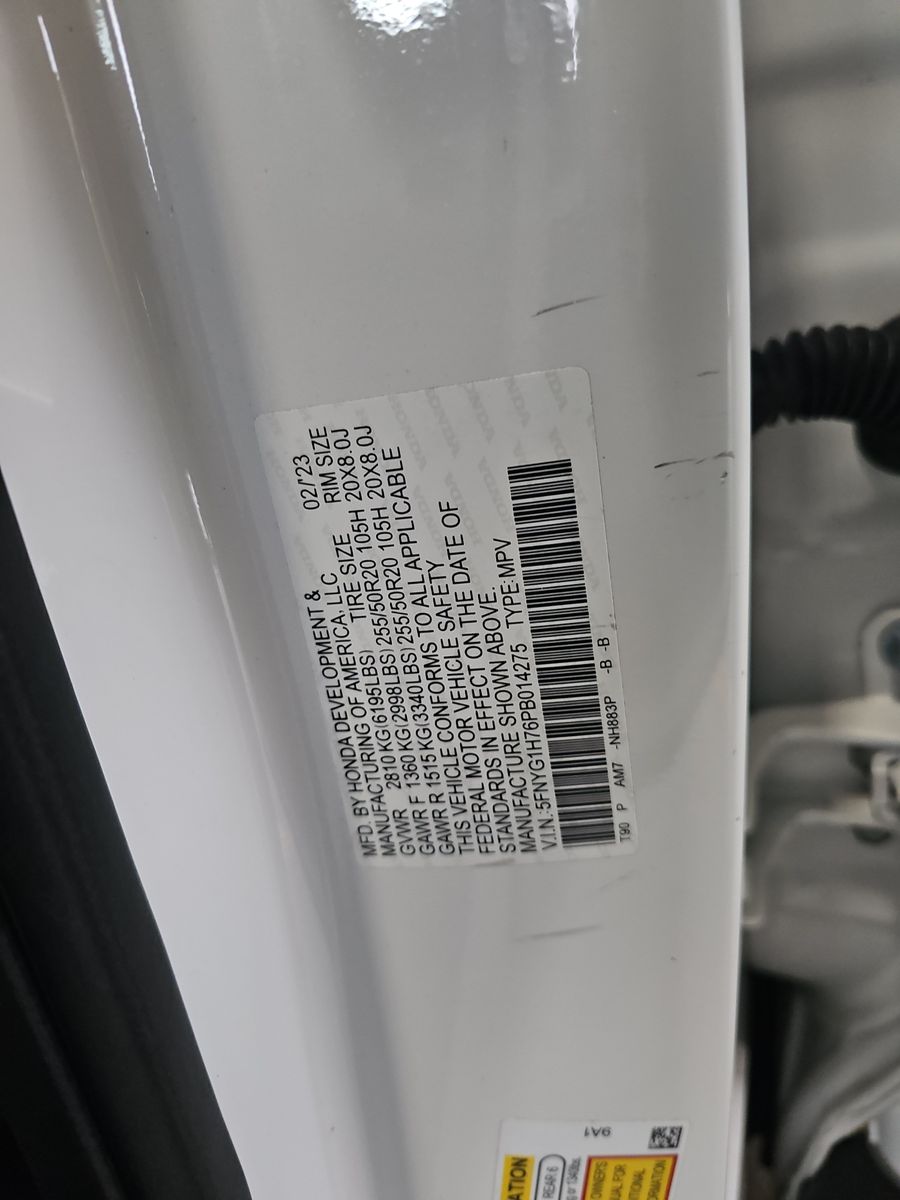 MFD. BY HONDA DEVELOPMENT & 02/'23
MANUFACTURING OF AMERICA, LLC RIM SIZE
GVWR 2810 KG(6195LBS) TIRE SIZE
GAWR F 1360 KG(2998LBS) 255/50R20 105H 20X8.0J
GAWR R 1515 KG(3340LBS) 255/50R20 105H 20X8.0J
THIS VEHICLE CONFORMS TO ALL APPLICABLE
FEDERAL MOTOR VEHICLE SAFETY
STANDARDS IN EFFECT ON THE DATE OF
MANUFACTURE SHOWN ABOVE.
V.I.N.:5FNYG1H76PB014275 TYPE:MPV
T90 P AM7 -NH883P -B -B
9A1
REAR 6